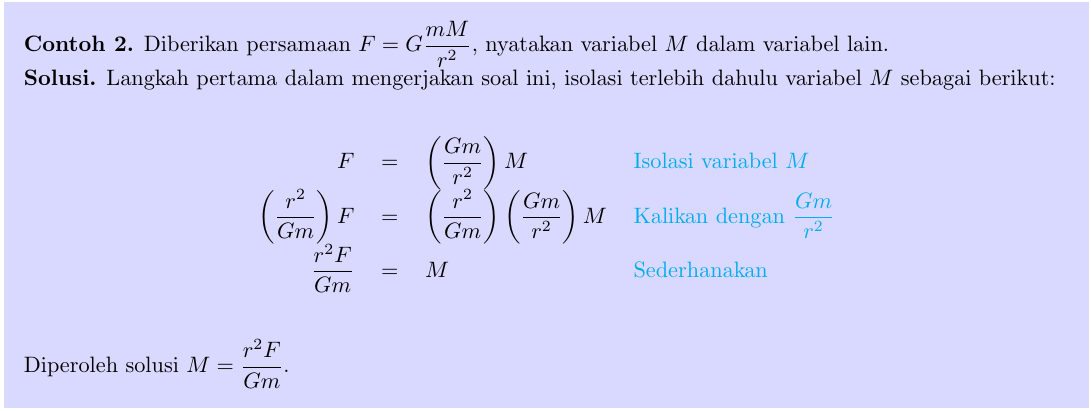 Contoh 2. Diberikan persamaan $F = G\frac{mM}{r^2}$, nyatakan variabel $M$ dalam variabel lain.
Solusi. Langkah pertama dalam mengerjakan soal ini, isolasi terlebih dahulu variabel $M$ sebagai berikut:
$F = \left(\frac{Gm}{r^2}\right) M$ Isolasi variabel $M$
$\left(\frac{r^2}{Gm}\right) F = \left(\frac{r^2}{Gm}\right) \left(\frac{Gm}{r^2}\right) M$ Kalikan dengan $\frac{Gm}{r^2}$
$\frac{r^2F}{Gm} = M$ Sederhanakan
Diperoleh solusi $M = \frac{r^2F}{Gm}$.